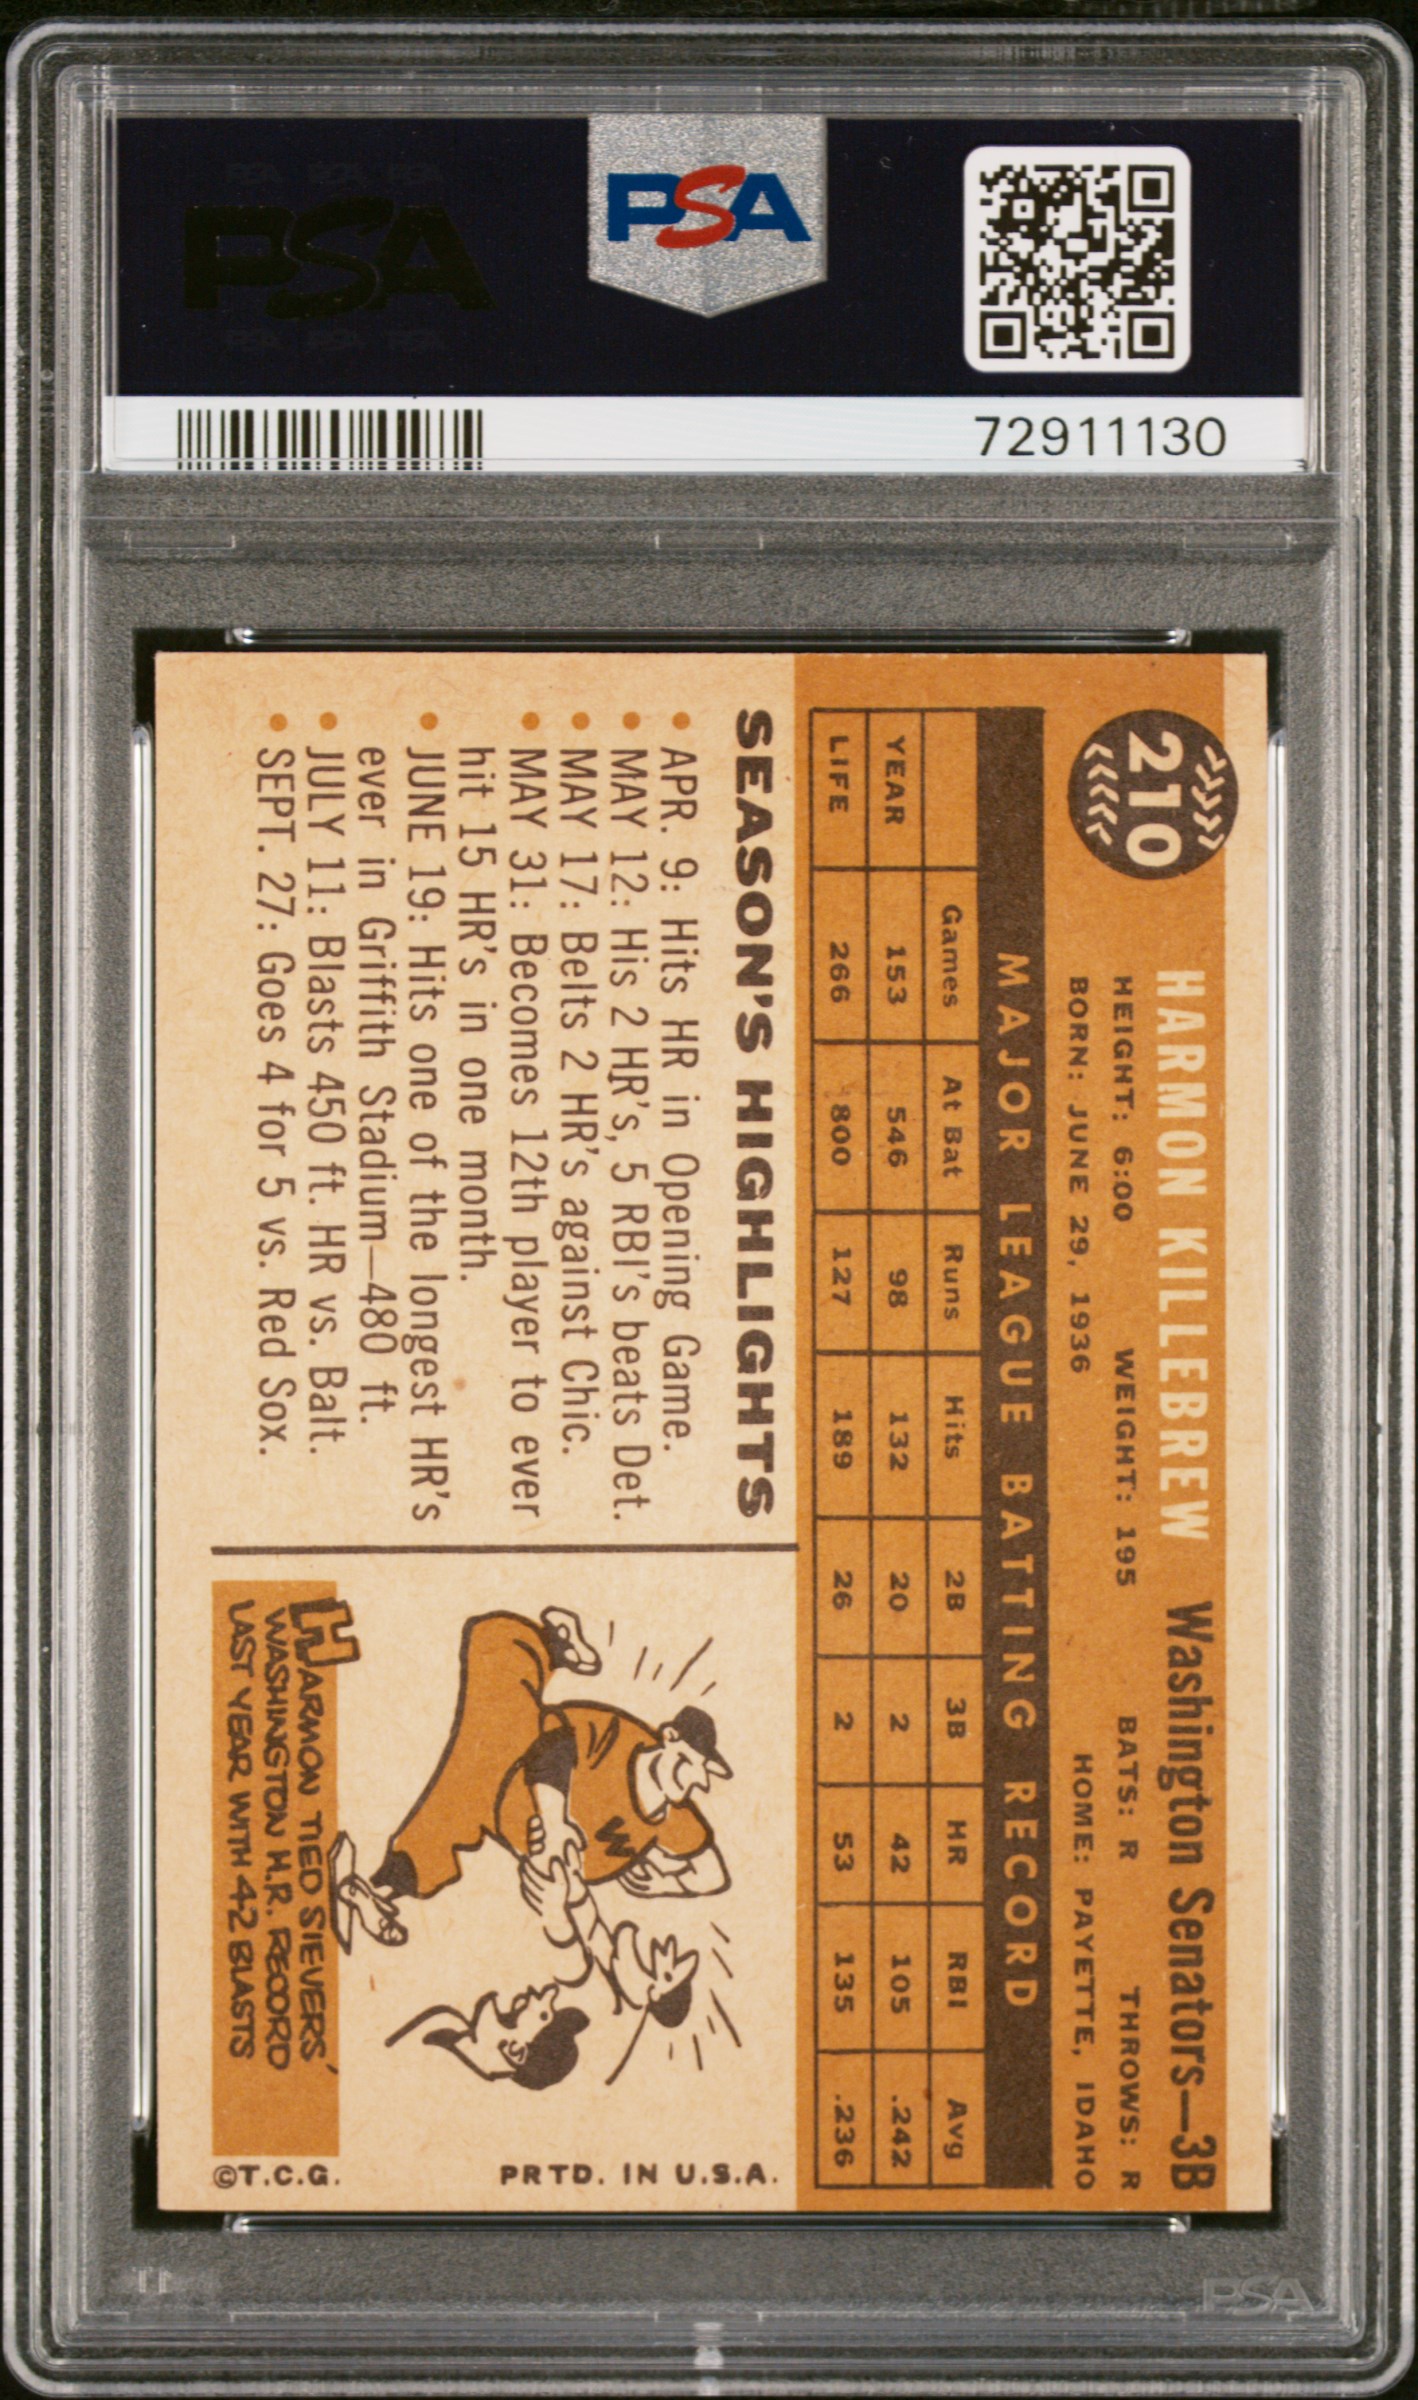 PSA
PSA
72911130
210
HARMON KILLEBREW Washington Senators—3B
HEIGHT: 6:00 WEIGHT: 195 BATS: R THROWS: R
BORN: JUNE 29, 1936 HOME: PAYETTE, IDAHO
MAJOR LEAGUE BATTING RECORD
Games At Bat Runs Hits 2B 3B HR RBI Avg
YEAR 153 546 98 132 20 2 42 105 .242
LIFE 266 800 127 189 26 2 53 135 .236
SEASON'S HIGHLIGHTS
• APR. 9: Hits HR in Opening Game.
• MAY 12: His 2 HR's, 5 RBI's beats Det.
• MAY 17: Belts 2 HR's against Chic.
• MAY 31: Becomes 12th player to ever
hit 15 HR's in one month.
• JUNE 19: Hits one of the longest HR's
ever in Griffith Stadium—480 ft.
• JULY 11: Blasts 450 ft. HR vs. Balt.
• SEPT. 27: Goes 4 for 5 vs. Red Sox.
W
HARMON TIED SIEVERS'
WASHINGTON H.R. RECORD
LAST YEAR WITH 42 BLASTS
PRTD. IN U.S.A.
©T.C.G.
PSA